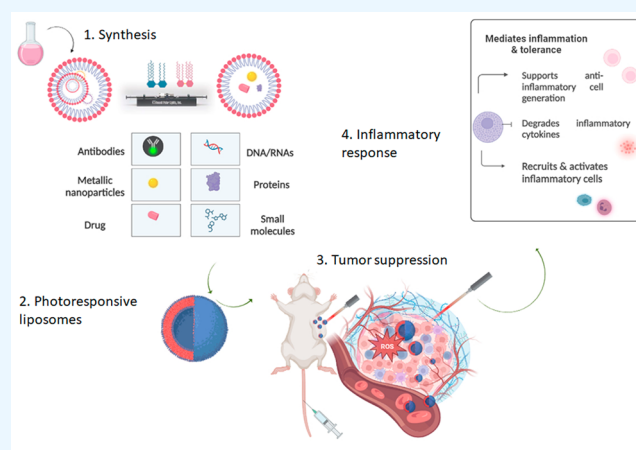 1. Synthesis
Antibodies
DNA/RNAs
Metallic
nanoparticles
Proteins
Drug
Small
molecules
2. Photoresponsive
liposomes
3. Tumor suppression
ROS
4. Inflammatory
response
Mediates inflammation
& tolerance
Supports anti-
inflammatory cell
generation
Degrades inflammatory
cytokines
Recruits & activates
inflammatory cells